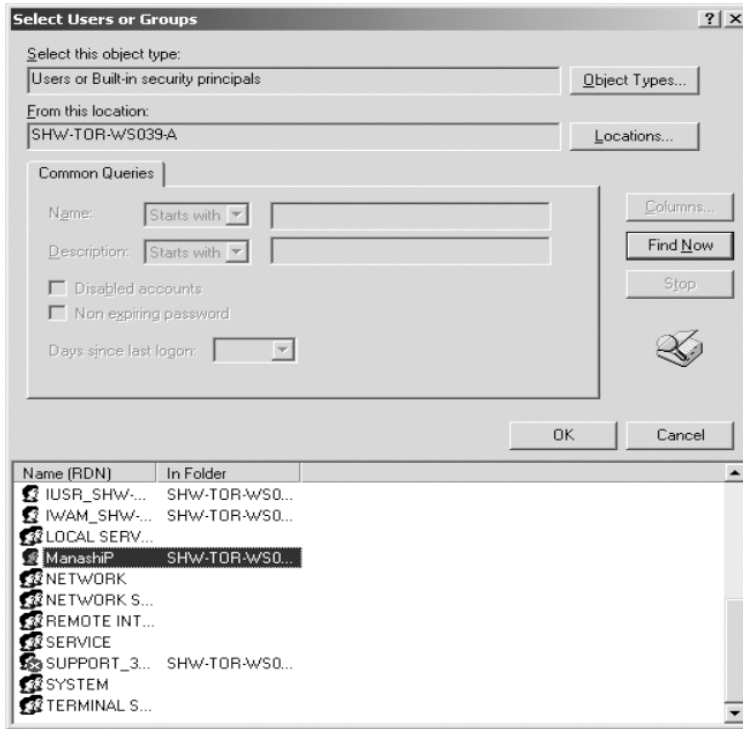 Select Users or Groups
Select this object type:
Users or Built-in security principals
Object Types...
From this location:
SHW-TOR-WS039-A
Locations...
Common Queries
Name: Starts with
Columns...
Description: Starts with
Find Now
Disabled accounts
Stop
Non expiring password
Days since last logon:
OK Cancel
Name (RDN) In Folder
IUSR_SHW-... SHW-TOR-WS0...
IWAM_SHW-... SHW-TOR-WS0...
LOCAL SERV...
ManashiP SHW-TOR-WS0...
NETWORK
NETWORK S...
REMOTE INT...
SERVICE
SUPPORT_3... SHW-TOR-WS0...
SYSTEM
TERMINAL S...